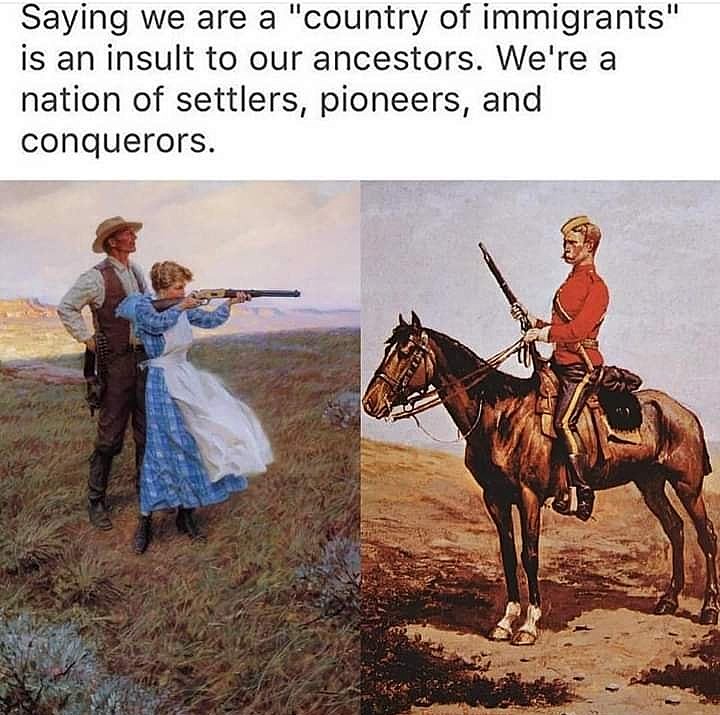 Saying we are a "country of immigrants"
is an insult to our ancestors. We're a
nation of settlers, pioneers, and
conquerors.